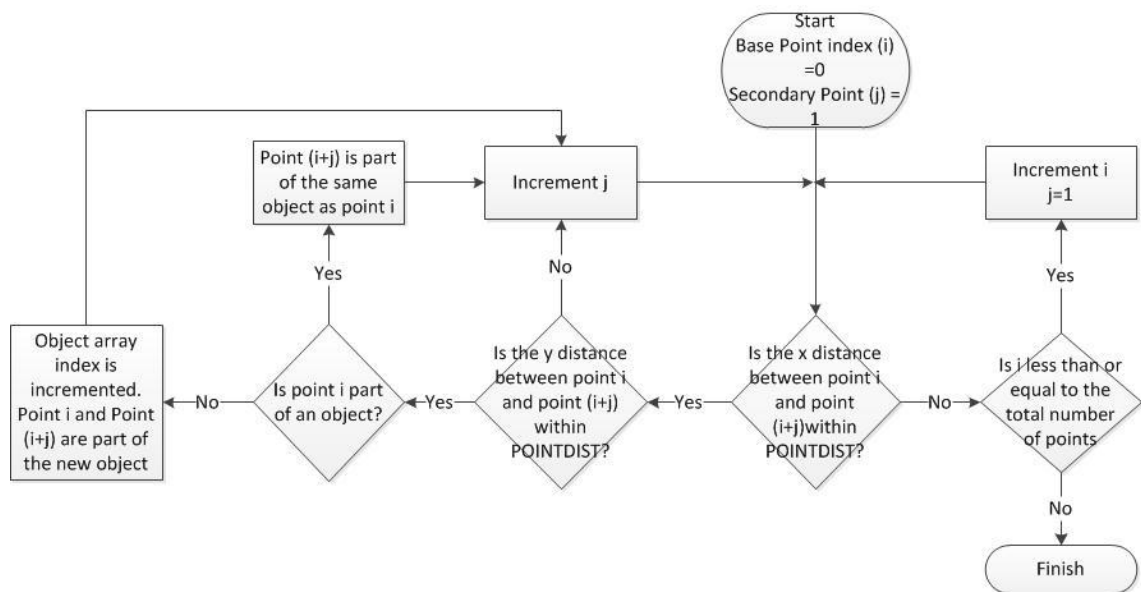 Start
Base Point index (i)
=0
Secondary Point (j) =
1
Point (i+j) is part
of the same
object as point i
Increment j
Increment i
j=1
Yes
No
Yes
Object array
index is
incremented.
Point i and Point
(i+j) are part of
the new object
No
Is point i part
of an object?
Yes
Is the y distance
between point i
and point (i+j)
within
POINTDIST?
Yes
Is the x distance
between point i
and point
(i+j)within
POINTDIST?
No
Is i less than or
equal to the
total number
of points
No
Finish